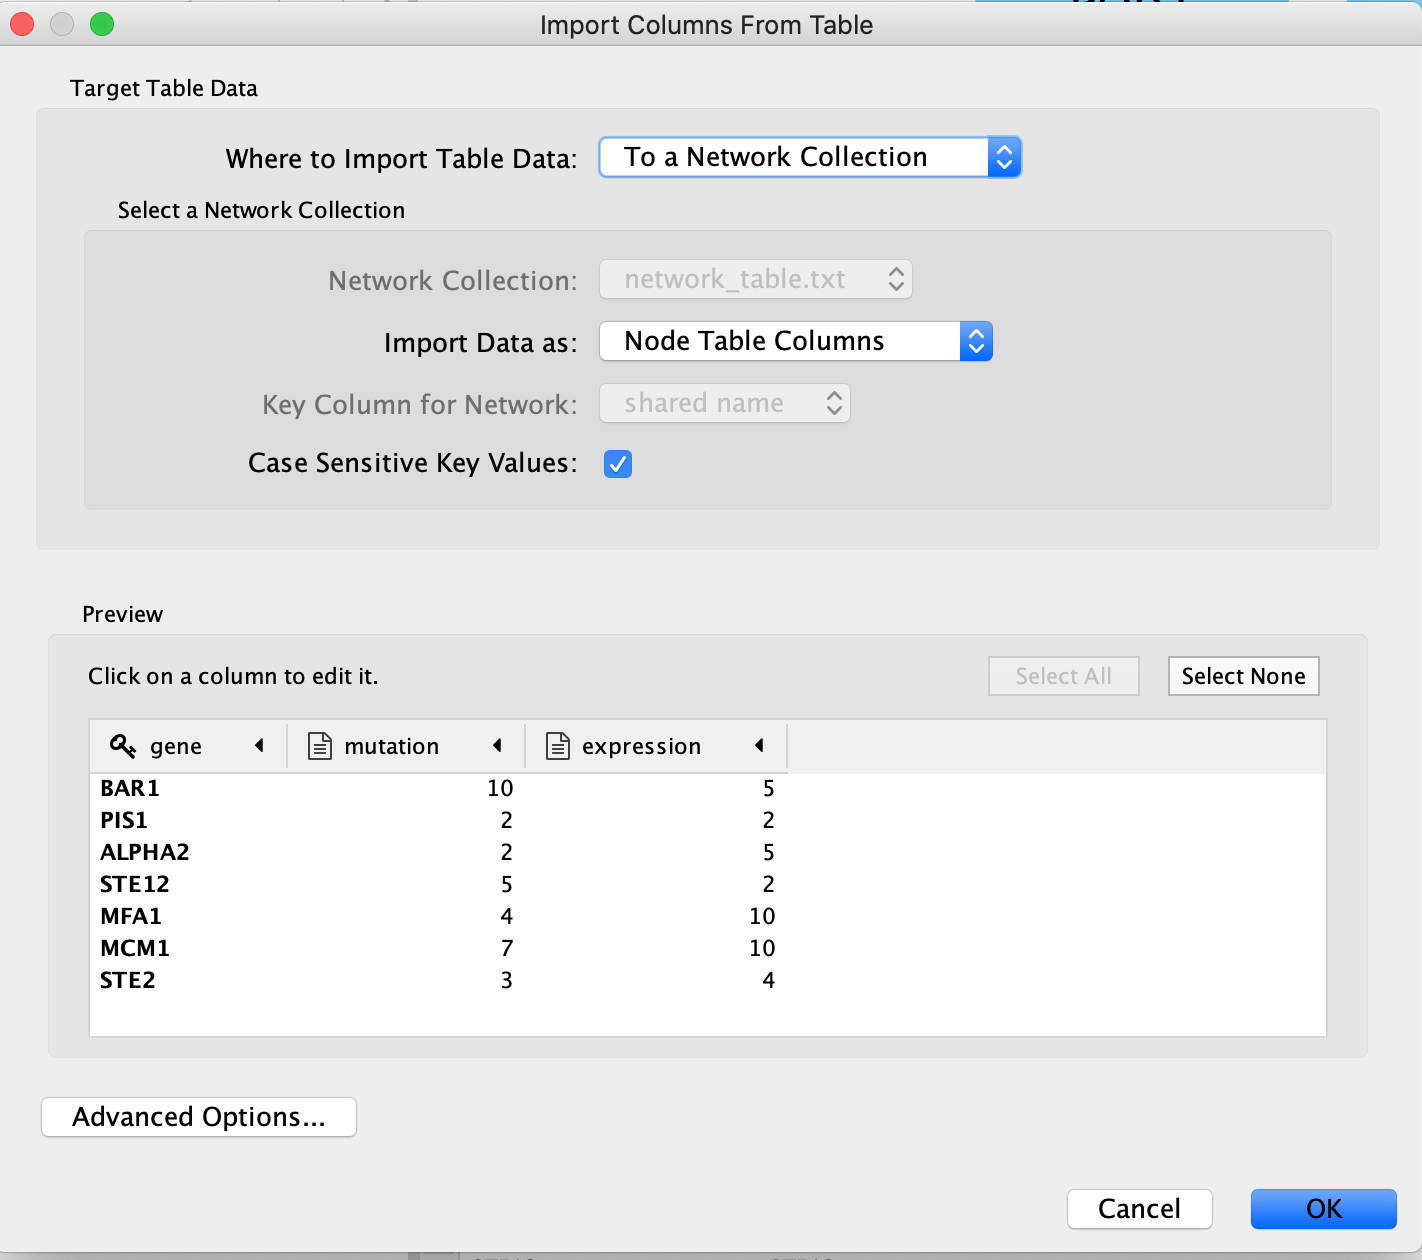 Import Columns From Table
Target Table Data
Where to Import Table Data: To a Network Collection
Select a Network Collection
Network Collection: network_table.txt
Import Data as: Node Table Columns
Key Column for Network: shared name
Case Sensitive Key Values:
Preview
Click on a column to edit it. Select All Select None
gene mutation expression
BAR1 10 5
PIS1 2 2
ALPHA2 2 5
STE12 5 2
MFA1 4 10
MCM1 7 10
STE2 3 4
Advanced Options...
Cancel OK